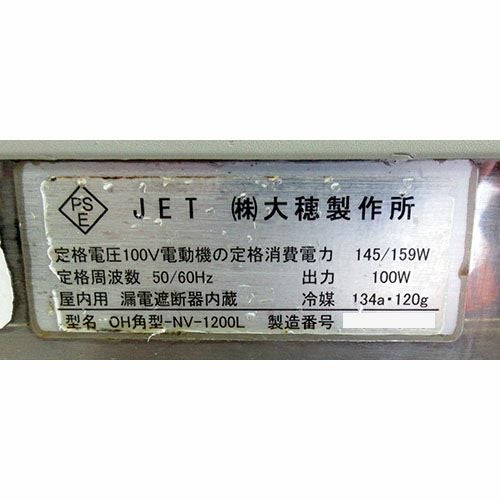 PS
E
JET ㈱大穂製作所
定格電圧100V電動機の定格消費電力 145/159W
定格周波数 50/60Hz 出力 100W
屋内用 漏電遮断器内蔵 冷媒 134a・120g
型名 OH角型-NV-1200L 製造番号